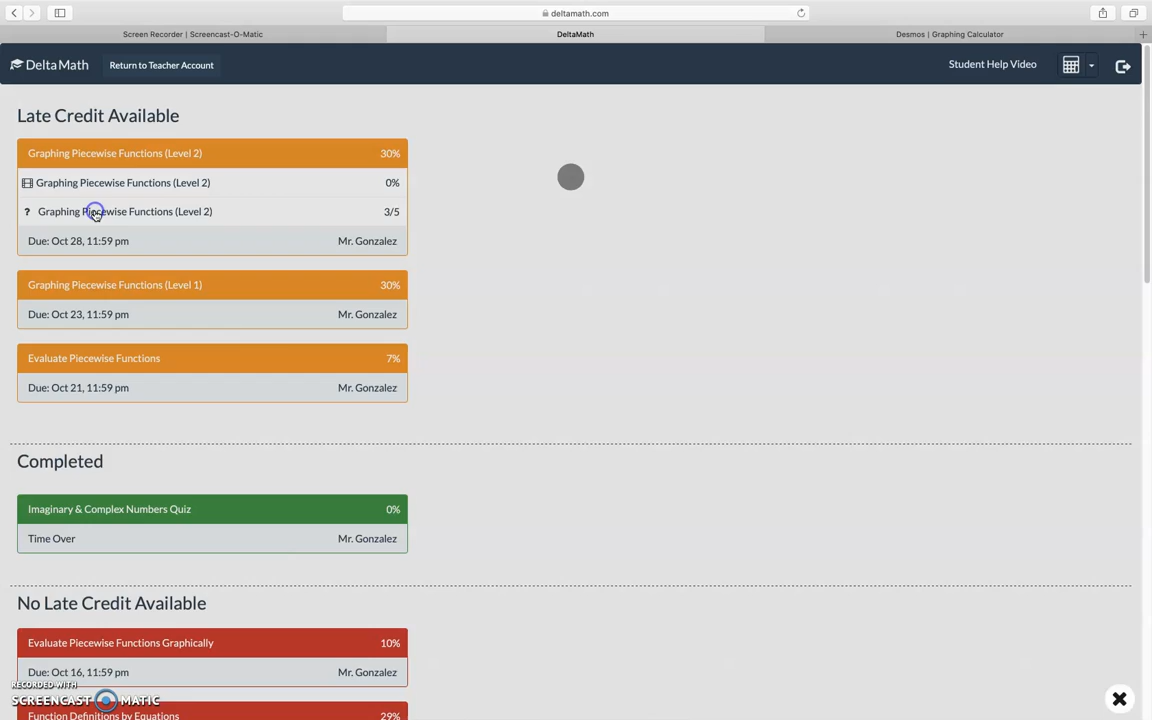 deltamath.com
Screen Recorder | Screencast-O-Matic
DeltaMath
Desmos | Graphing Calculator
DeltaMath
Return to Teacher Account
Student Help Video
Late Credit Available
Graphing Piecewise Functions (Level 2) 30%
Graphing Piecewise Functions (Level 2) 0%
? Graphing Piecewise Functions (Level 2) 3/5
Due: Oct 28, 11:59 pm Mr. Gonzalez
Graphing Piecewise Functions (Level 1) 30%
Due: Oct 23, 11:59 pm Mr. Gonzalez
Evaluate Piecewise Functions 7%
Due: Oct 21, 11:59 pm Mr. Gonzalez
Completed
Imaginary & Complex Numbers Quiz 0%
Time Over Mr. Gonzalez
No Late Credit Available
Evaluate Piecewise Functions Graphically 10%
Due: Oct 16, 11:59 pm Mr. Gonzalez
RECORDED WITH
SCREENCAST MATIC
Function Definitions by Equations 29%